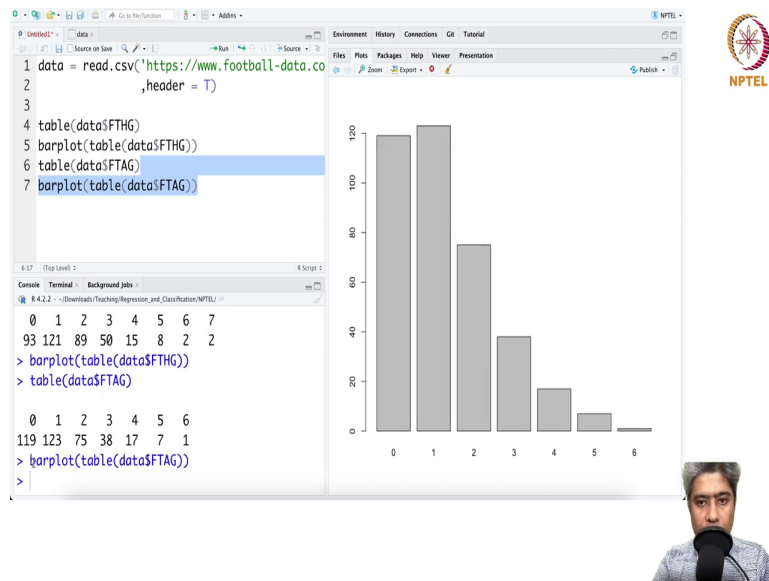 Go to file/function
Addins
NPTEL
Untitled1*
data
Source on Save
Run
Source
1 data = read.csv('https://www.football-data.co
2 ,header = T)
3
4 table(data$FTHG)
5 barplot(table(data$FTHG))
6 table(data$FTAG)
7 barplot(table(data$FTAG))
6:17 (Top Level) R Script
Console Terminal Background Jobs
R 4.2.2 · ~/Downloads/Teaching/Regression_and_Classification/NPTEL/
0 1 2 3 4 5 6 7
93 121 89 50 15 8 2 2
> barplot(table(data$FTHG))
> table(data$FTAG)
0 1 2 3 4 5 6
119 123 75 38 17 7 1
> barplot(table(data$FTAG))
>
Environment History Connections Git Tutorial
Files Plots Packages Help Viewer Presentation
Zoom Export Publish
120
100
80
60
40
20
0
0 1 2 3 4 5 6
NPTEL